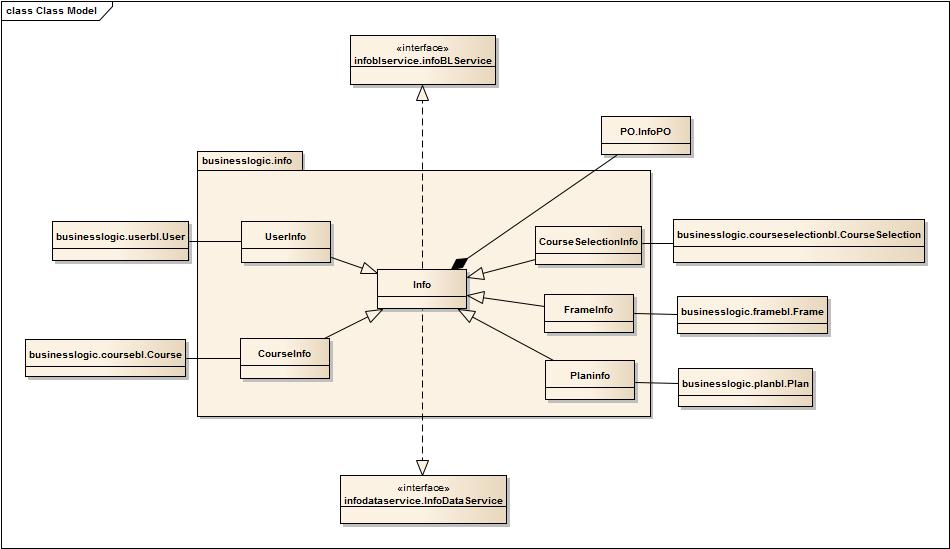 class Class Model
«interface»
infoblservice.infoBLService
PO.InfoPO
businesslogic.info
businesslogic.userbl.User
UserInfo
CourseSelectionInfo
businesslogic.courseselectionbl.CourseSelection
Info
FrameInfo
businesslogic.framebl.Frame
businesslogic.coursebl.Course
CourseInfo
Planinfo
businesslogic.planbl.Plan
«interface»
infodataservice.InfoDataService